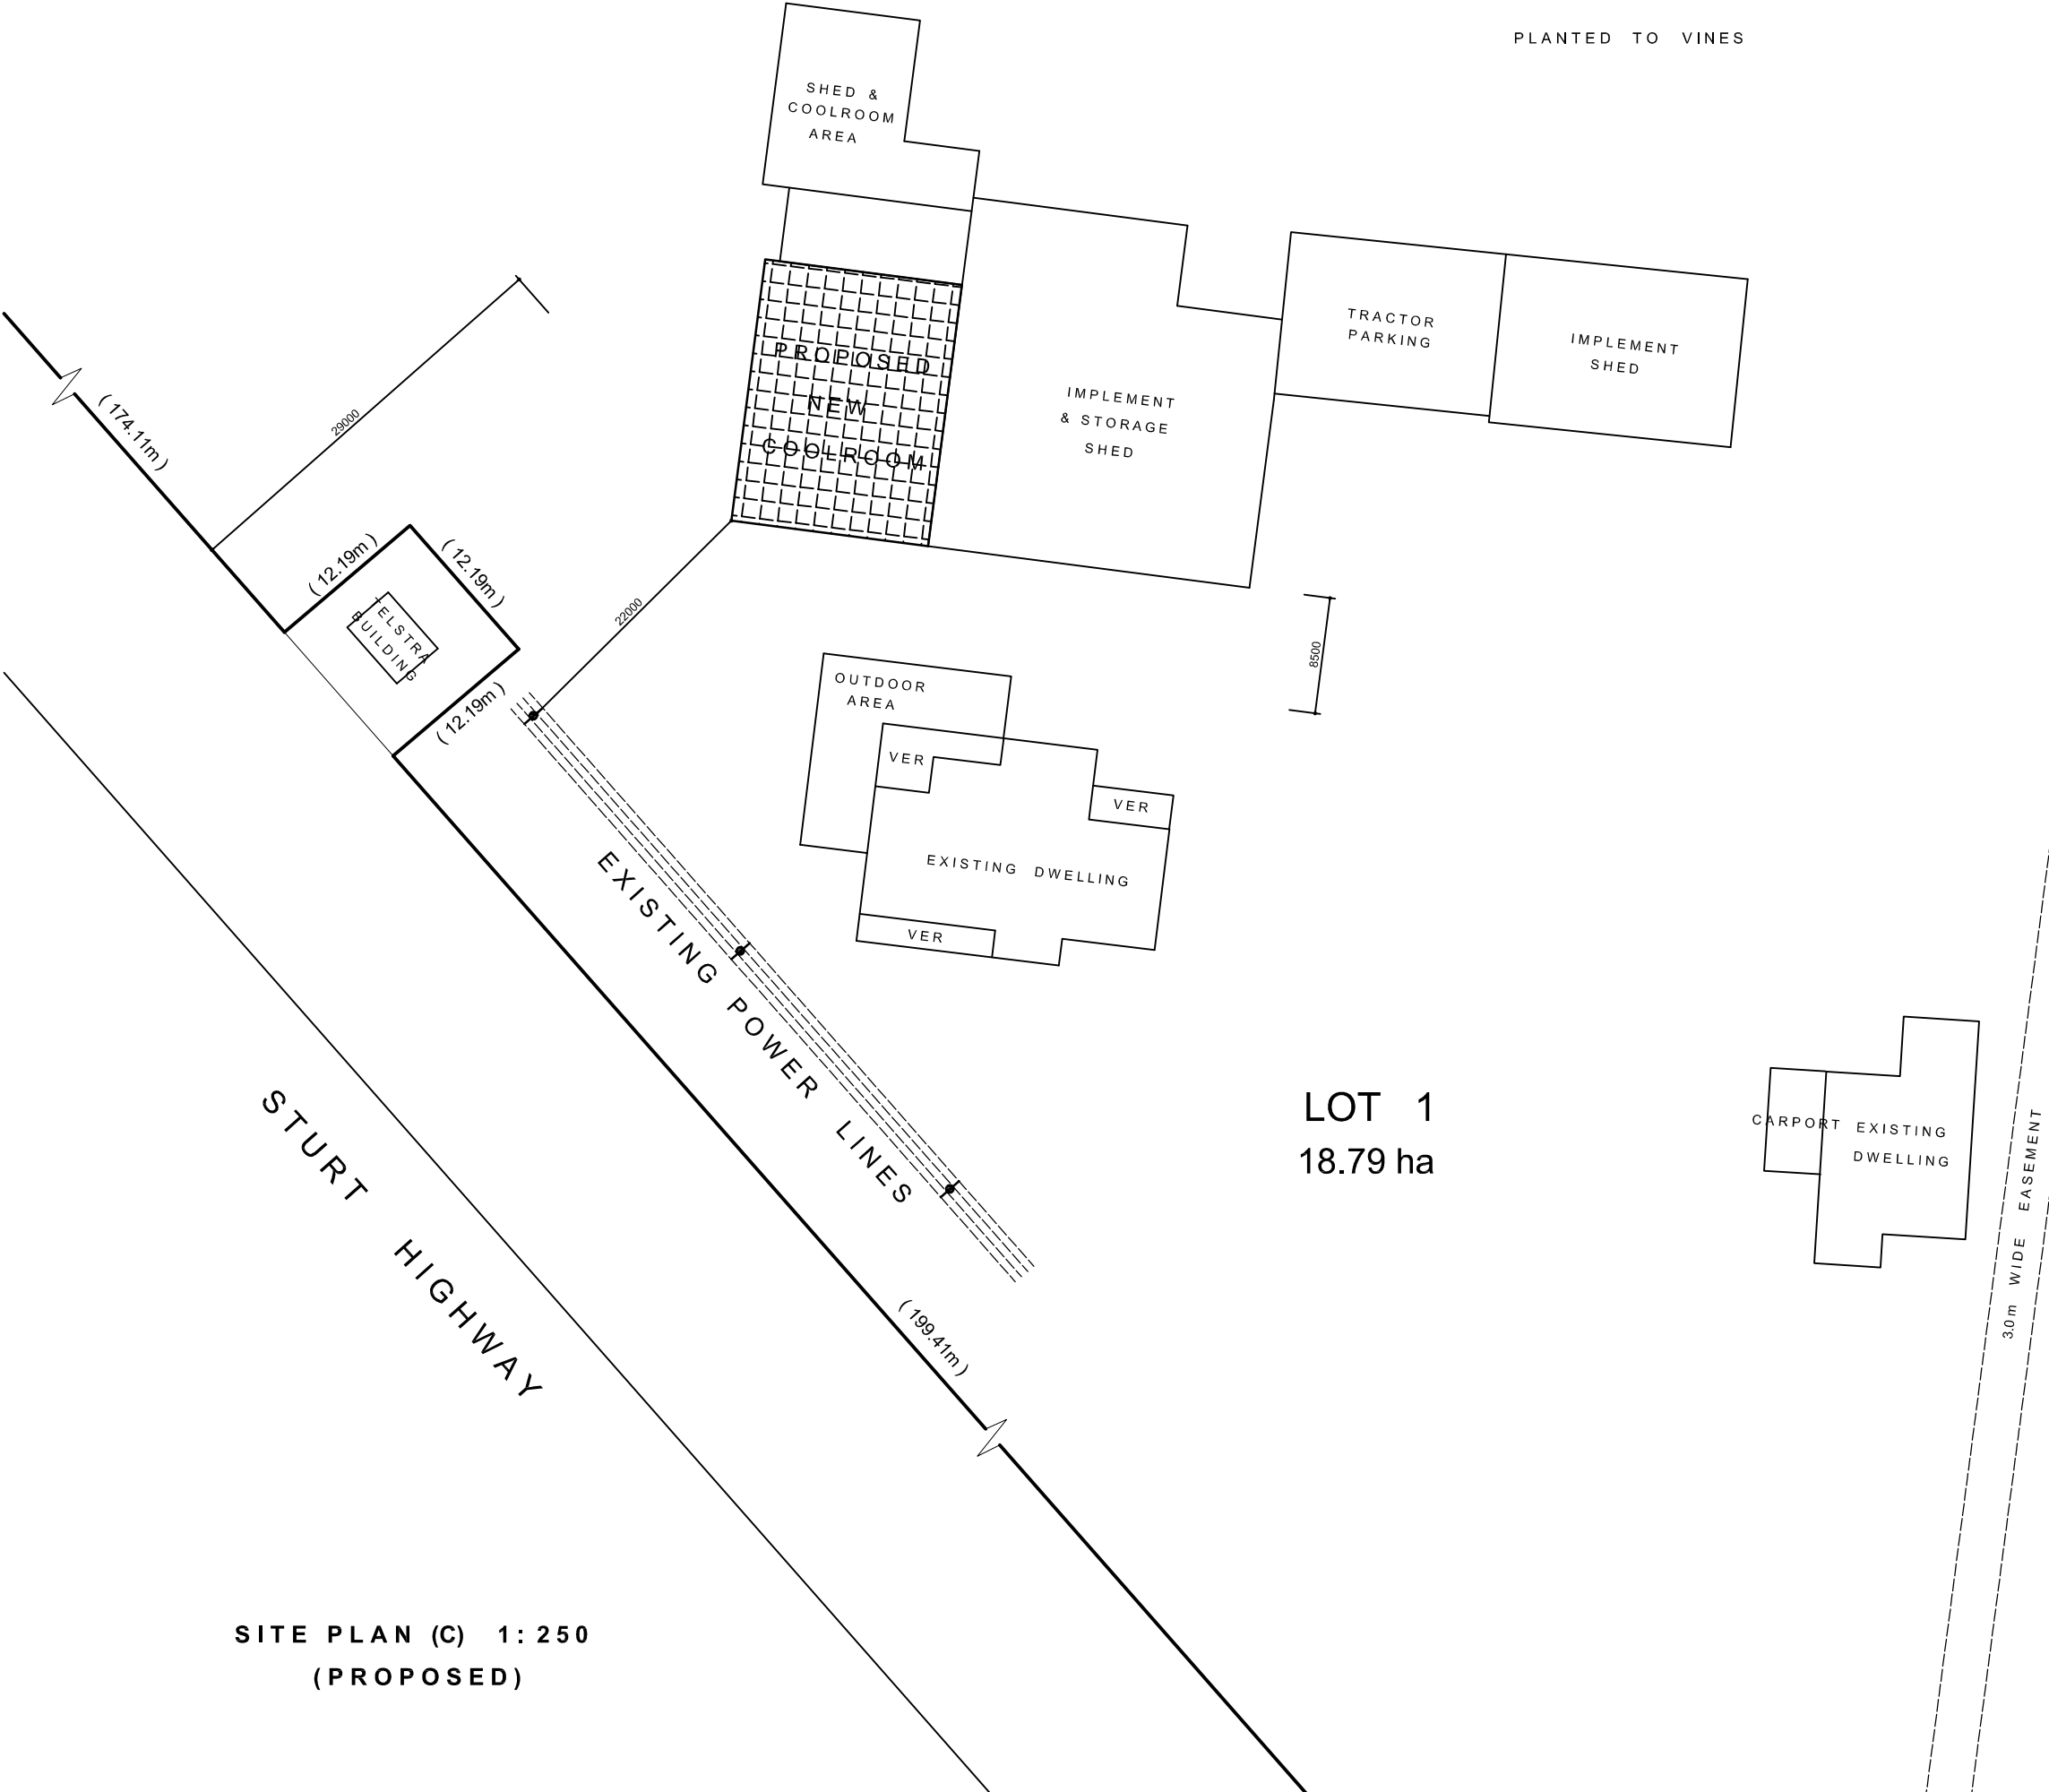 PLANTED TO VINES
SHED &
COOLROOM
AREA
TRACTOR
PARKING
IMPLEMENT
SHED
PROPOSED
NEW
COOLROOM
IMPLEMENT
& STORAGE
SHED
( 174.11m )
29000
( 12.19m )
( 12.19m )
TELSTRA
BUILDING
( 12.19m )
22000
8500
OUTDOOR
AREA
VER
VER
EXISTING DWELLING
VER
EXISTING POWER LINES
STURT HIGHWAY
LOT 1
18.79 ha
CARPORT
EXISTING
DWELLING
3.0 m WIDE EASEMENT
( 199.41m )
SITE PLAN (C) 1: 250
(PROPOSED)